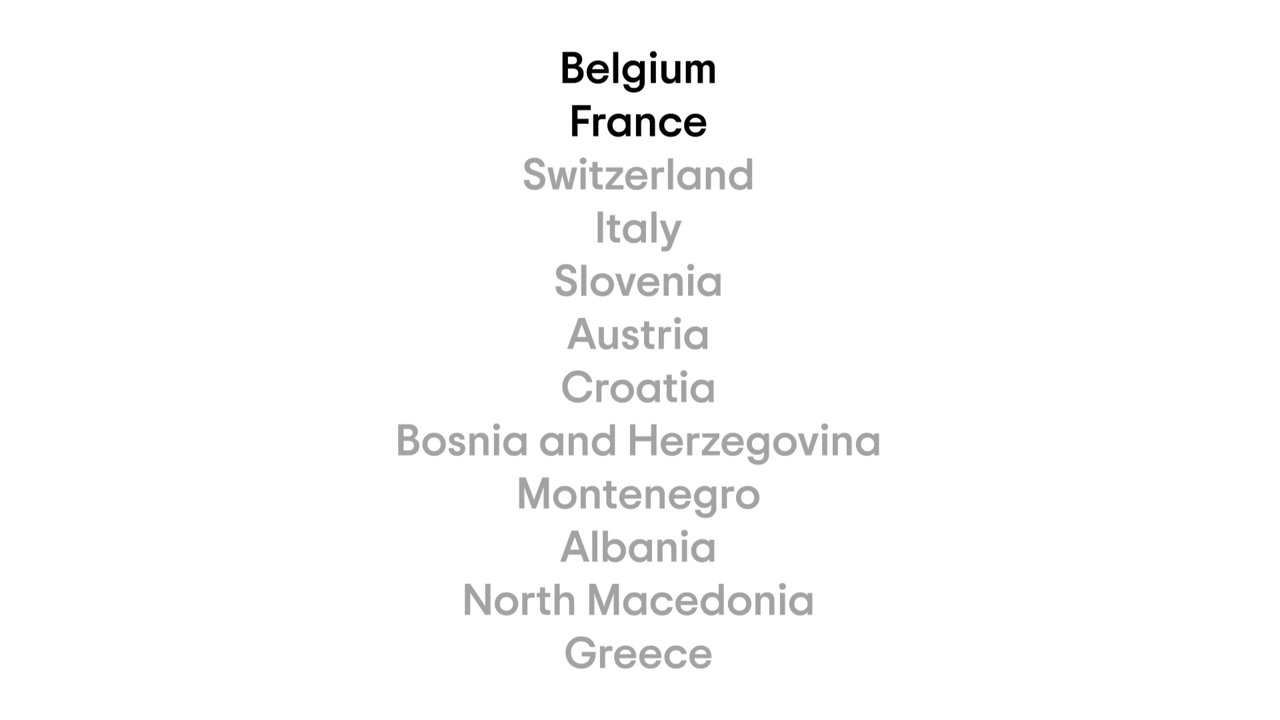 Belgium
France
Switzerland
Italy
Slovenia
Austria
Croatia
Bosnia and Herzegovina
Montenegro
Albania
North Macedonia
Greece